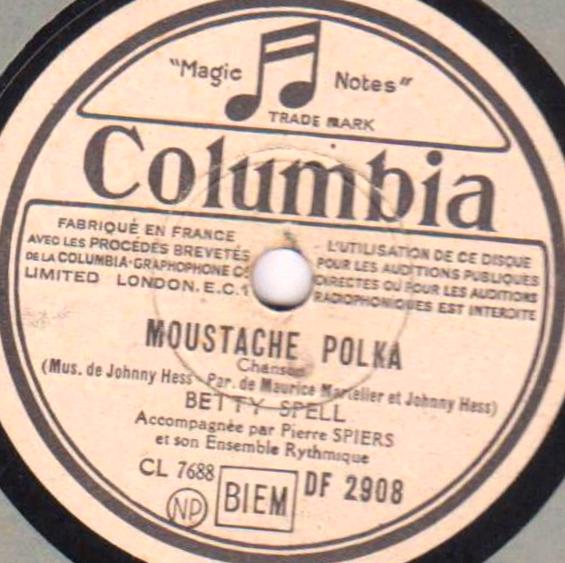 "Magic Notes"
TRADE MARK
Columbia
FABRIQUÉ EN FRANCE
AVEC LES PROCÉDÉS BREVETÉS
DE LA COLUMBIA-GRAPHOPHONE Cº
LIMITED LONDON. E.C.1
L'UTILISATION DE CE DISQUE
POUR LES AUDITIONS PUBLIQUES
DIRECTES OU POUR LES AUDITIONS
RADIOPHONIQUES EST INTERDITE
MOUSTACHE POLKA
Chanson
(Mus. de Johnny Hess - Par. de Maurice Martelier et Johnny Hess)
BETTY SPELL
Accompagnée par Pierre SPIERS
et son Ensemble Rythmique
CL 7688 BIEM DF 2908
NP